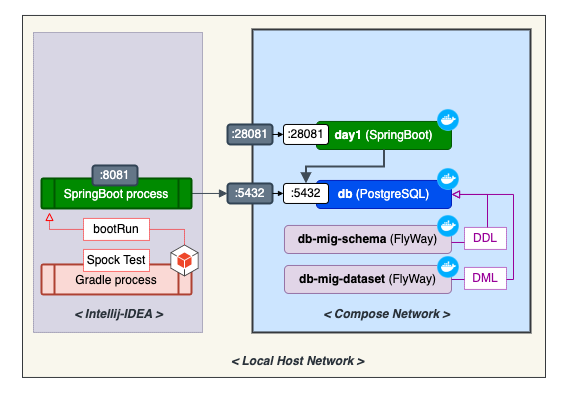 :28081
:28081
day1 (SpringBoot)
:8081
SpringBoot process
:5432
:5432
db (PostgreSQL)
bootRun
db-mig-schema (FlyWay)
DDL
Spock Test
Gradle process
db-mig-dataset (FlyWay)
DML
< Intellij-IDEA >
< Compose Network >
< Local Host Network >